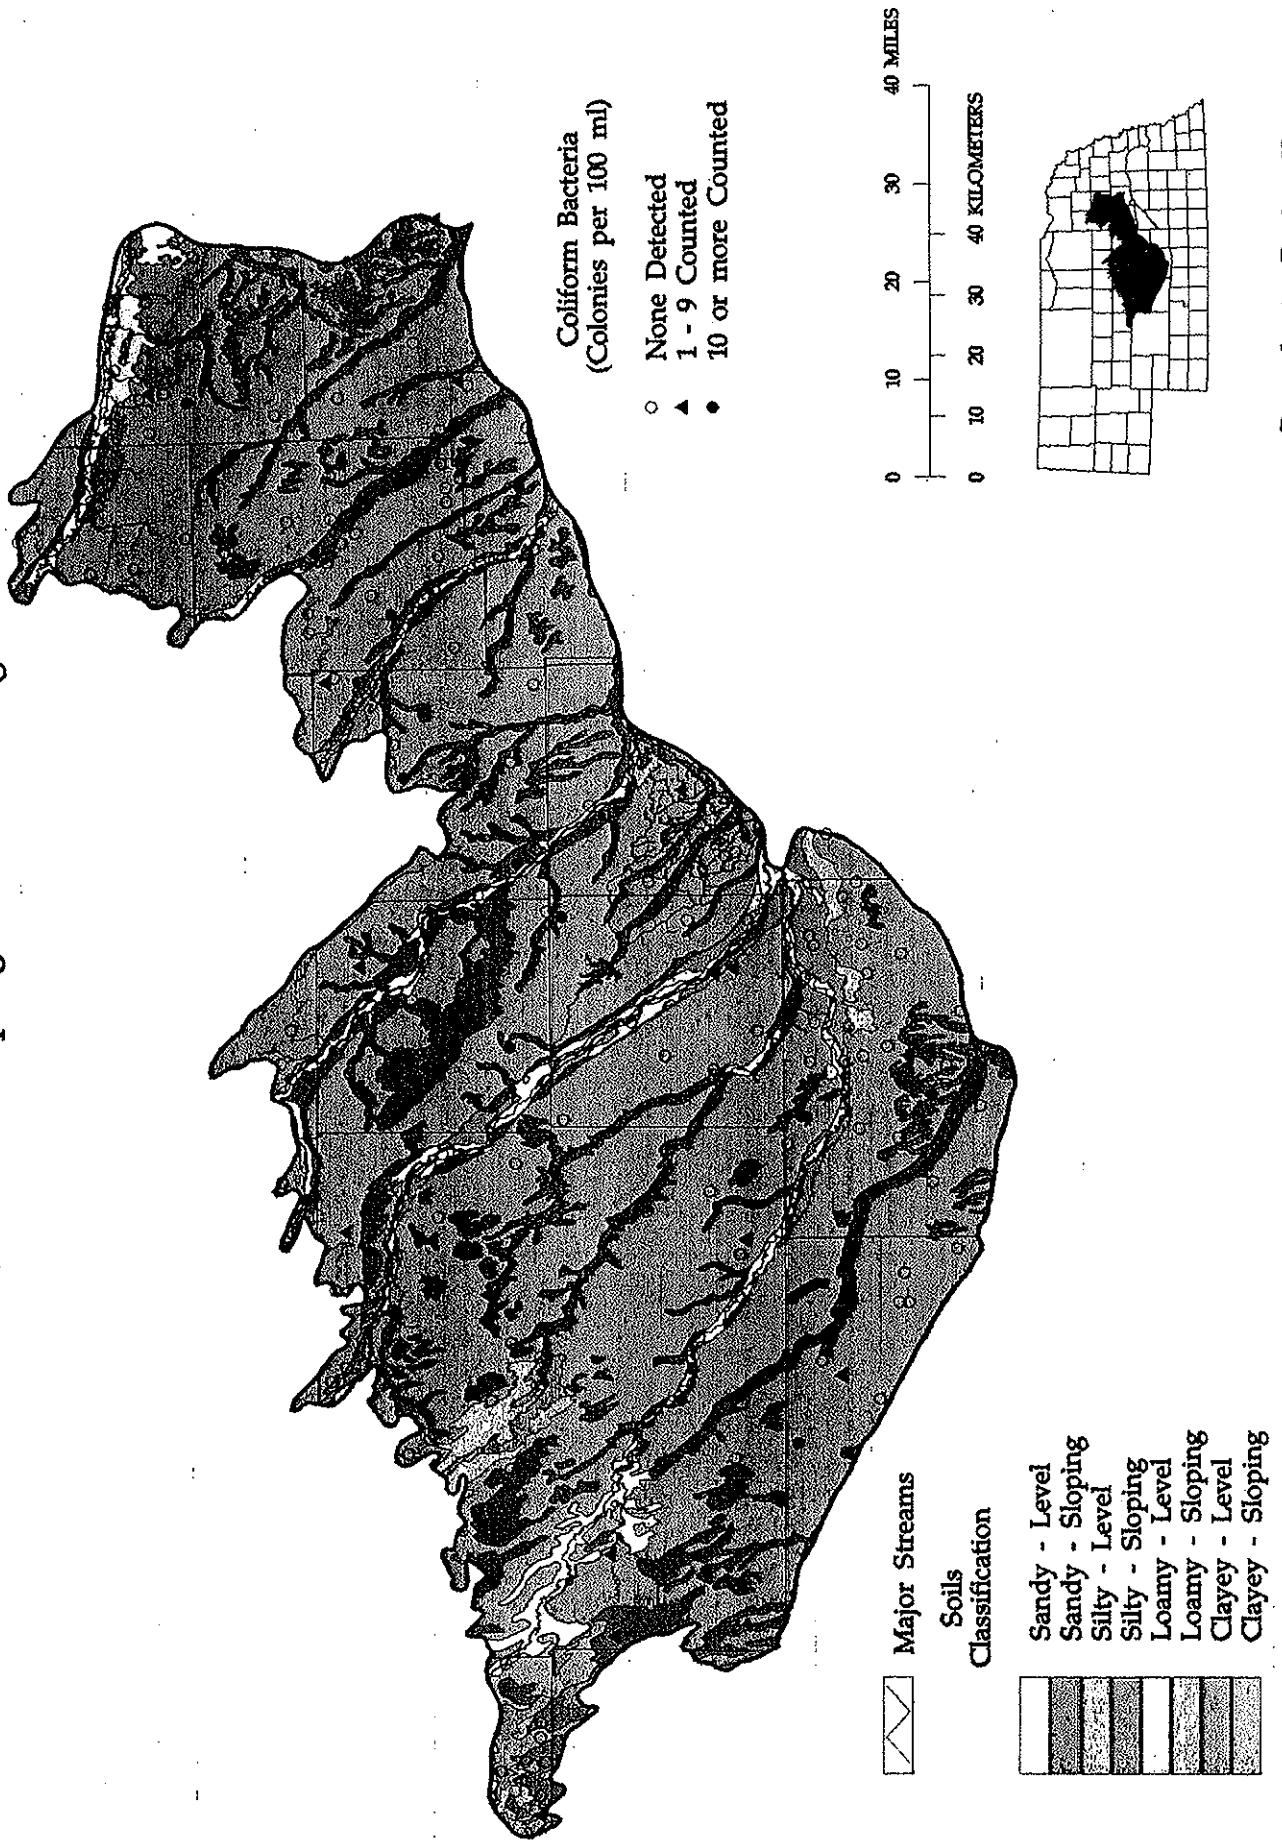 Coliform Bacteria
(Colonies per 100 ml)
None Detected
1 - 9 Counted
10 or more Counted
0 10 20 30 40 MILES
0 10 20 30 40 KILOMETERS
Major Streams
Soils
Classification
Sandy - Level
Sandy - Sloping
Silty - Level
Silty - Sloping
Loamy - Level
Loamy - Sloping
Clayey - Level
Clayey - Sloping